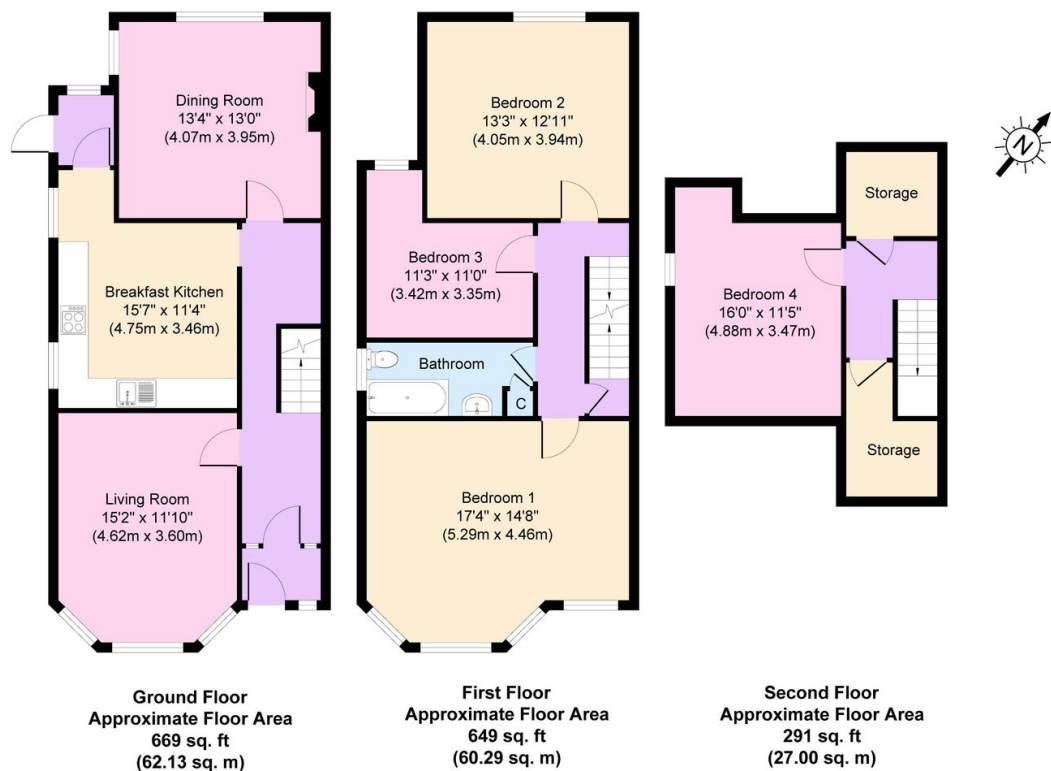 Dining Room
13'4" x 13'0"
(4.07m x 3.95m)
Breakfast Kitchen
15'7" x 11'4"
(4.75m x 3.46m)
Living Room
15'2" x 11'10"
(4.62m x 3.60m)
Bedroom 2
13'3" x 12'11"
(4.05m x 3.94m)
Bedroom 3
11'3" x 11'0"
(3.42m x 3.35m)
Bathroom
C
Bedroom 1
17'4" x 14'8"
(5.29m x 4.46m)
N
Storage
Bedroom 4
16'0" x 11'5"
(4.88m x 3.47m)
Storage
Ground Floor
Approximate Floor Area
669 sq. ft
(62.13 sq. m)
First Floor
Approximate Floor Area
649 sq. ft
(60.29 sq. m)
Second Floor
Approximate Floor Area
291 sq. ft
(27.00 sq. m)